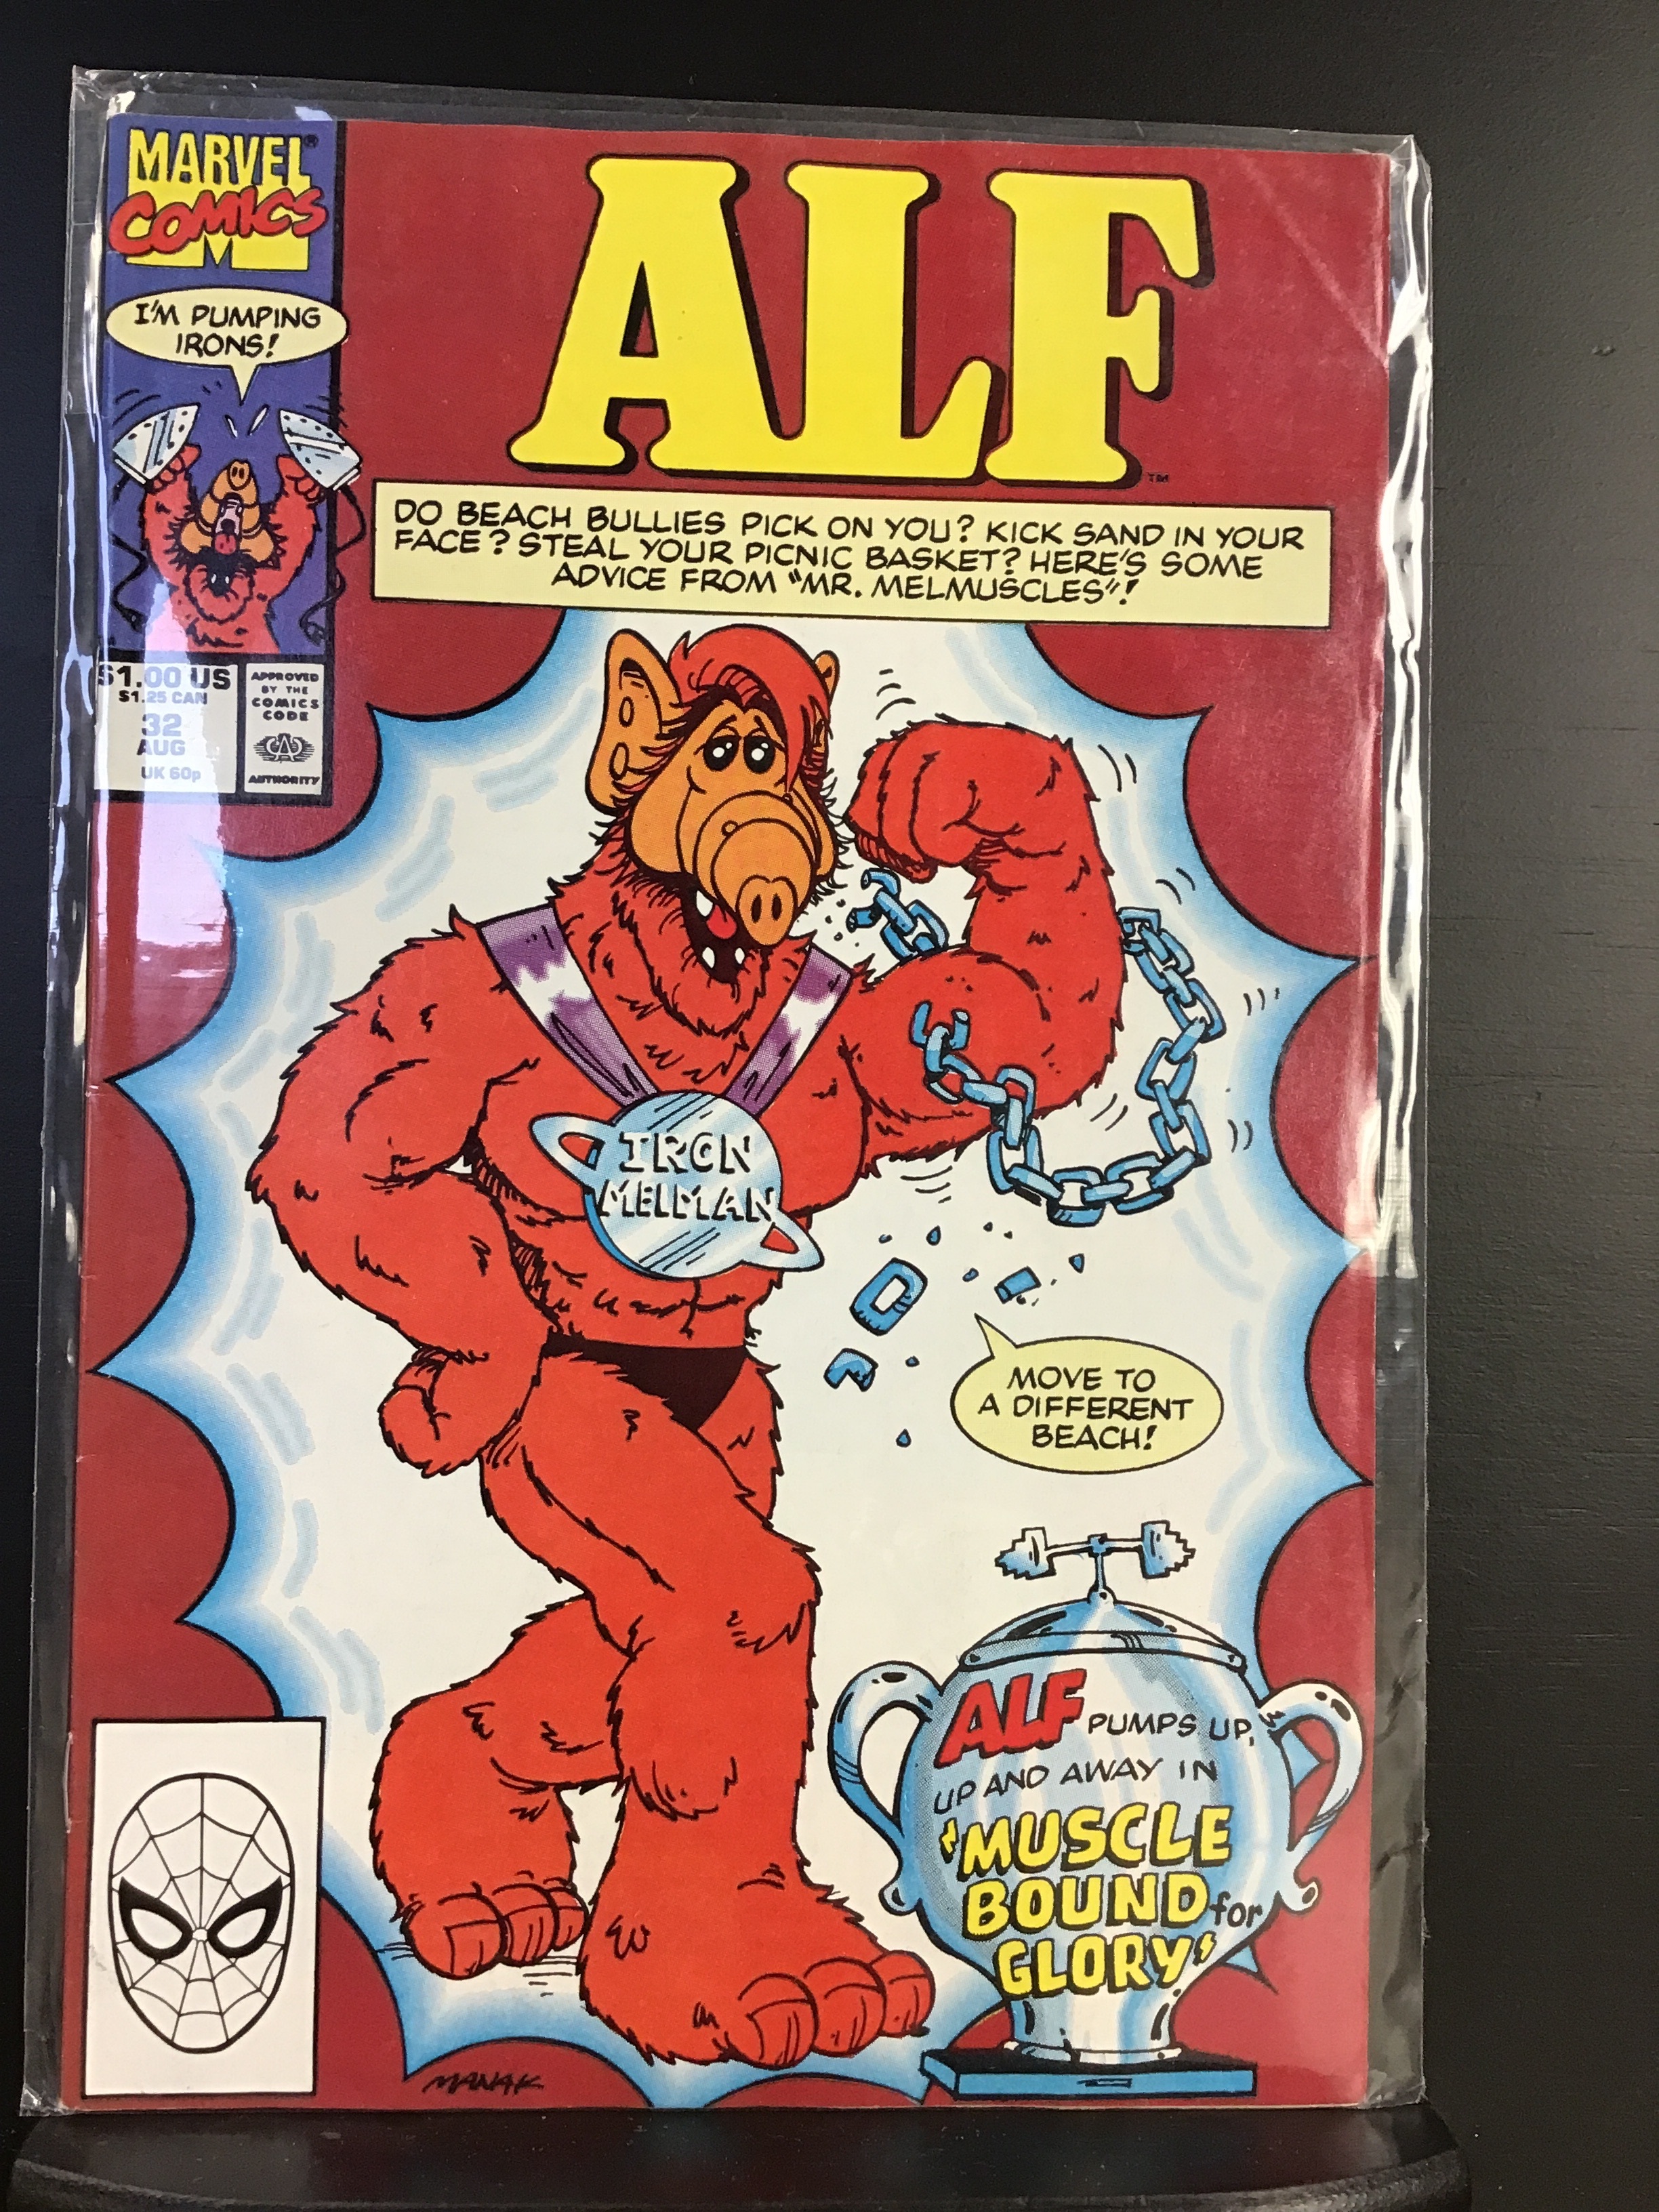 MARVEL
COMICS
I'M PUMPING
IRONS!
$1.00 US
$1.25 CAN
32
AUG
UK 60p
APPROVED
BY THE
COMICS
CODE
AUTHORITY
ALF
TM
DO BEACH BULLIES PICK ON YOU? KICK SAND IN YOUR
FACE? STEAL YOUR PICNIC BASKET? HERE'S SOME
ADVICE FROM "MR. MELMUSCLES"!
IRON
MELMAN
MOVE TO
A DIFFERENT
BEACH!
ALF PUMPS UP,
UP AND AWAY IN
'MUSCLE
BOUND for
GLORY'
MANAK